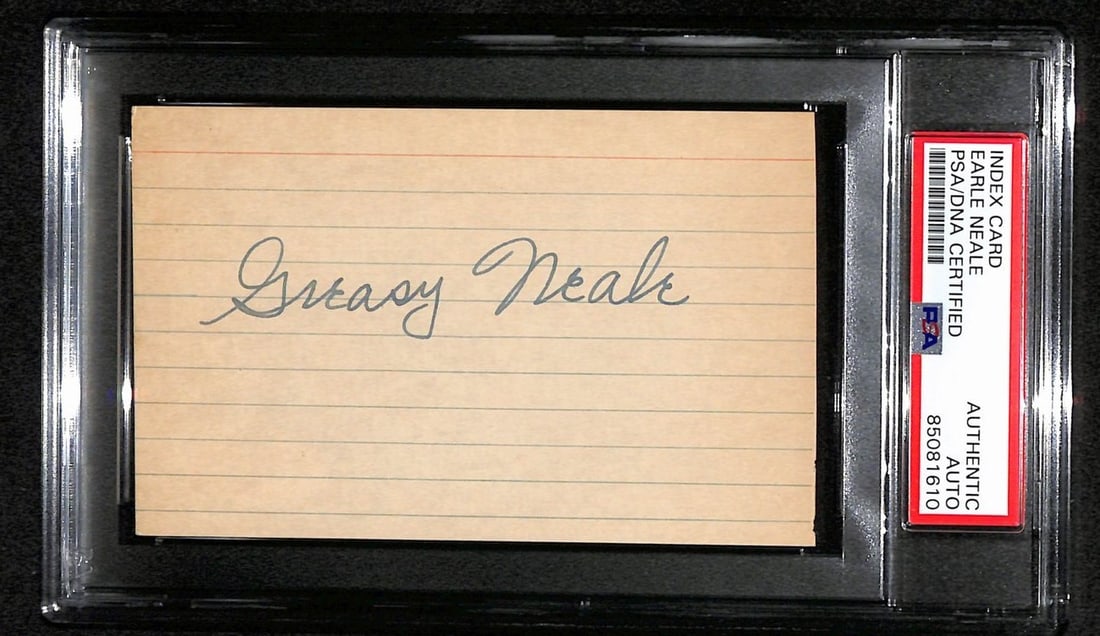 Greasy Neale
INDEX CARD
EARLE NEALE
PSA/DNA CERTIFIED
PSA
AUTHENTIC
AUTO
85081610